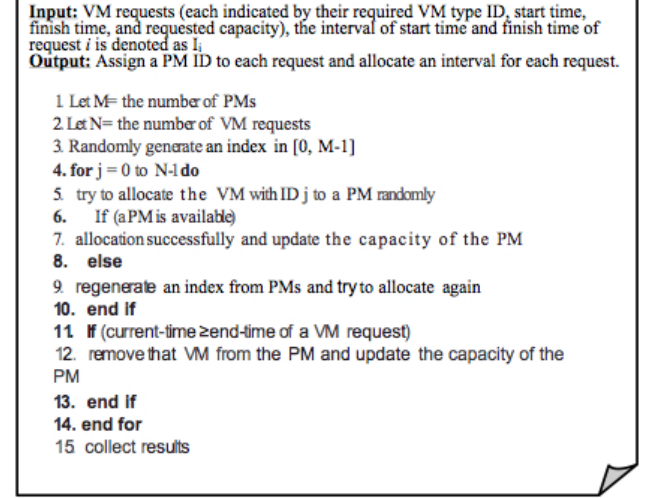 Input: VM requests (each indicated by their required VM type ID, start time,
finish time, and requested capacity), the interval of start time and finish time of
request i is denoted as Iᵢ
Output: Assign a PM ID to each request and allocate an interval for each request.
1. Let M= the number of PMs
2. Let N= the number of VM requests
3. Randomly generate an index in [0, M-1]
4. for j = 0 to N-1 do
5. try to allocate the VM with ID j to a PM randomly
6. If (a PM is available)
7. allocation successfully and update the capacity of the PM
8. else
9. regenerate an index from PMs and try to allocate again
10. end if
11. If (current-time ≥end-time of a VM request)
12. remove that VM from the PM and update the capacity of the
PM
13. end if
14. end for
15. collect results